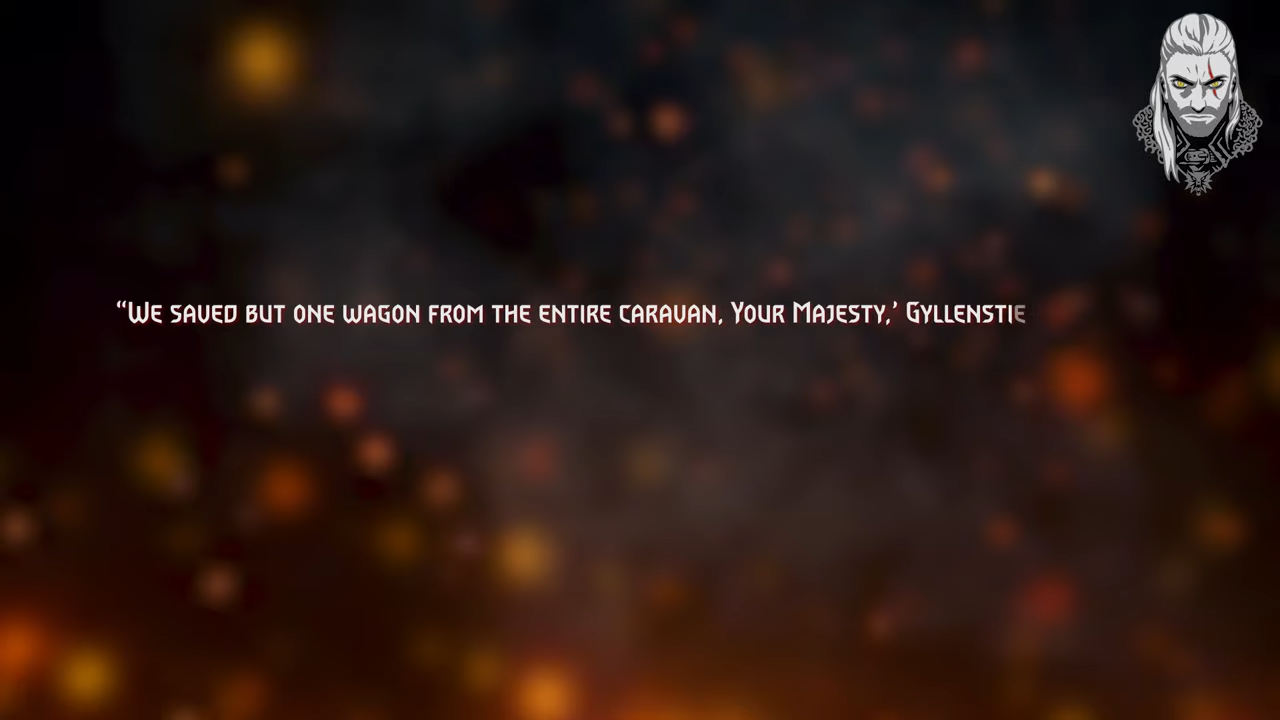 “We saved but one wagon from the entire caravan, Your Majesty,’ Gyllenstie